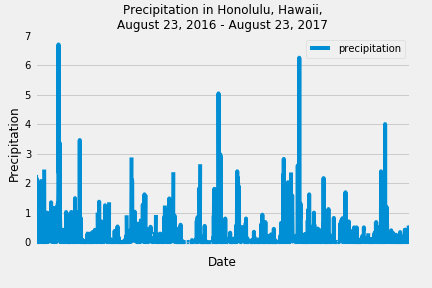 Precipitation in Honolulu, Hawaii,
August 23, 2016 - August 23, 2017
7
6
5
4
3
2
1
0
Precipitation
precipitation
Date